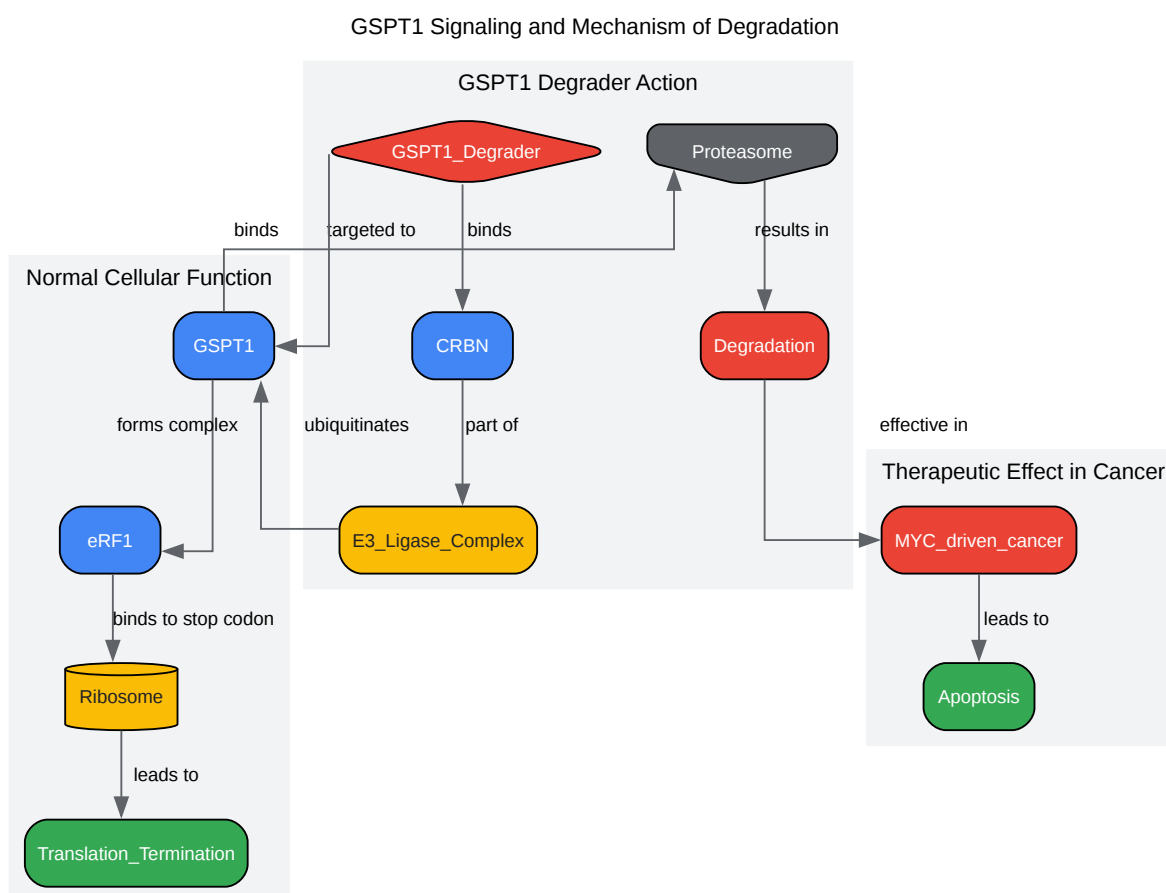 GSPT1 Signaling and Mechanism of Degradation
GSPT1 Degrader Action
GSPT1_Degrader
Proteasome
binds
targeted to
binds
results in
Normal Cellular Function
GSPT1
CRBN
Degradation
forms complex
ubiquitinates
part of
effective in
Therapeutic Effect in Cancer
eRF1
E3_Ligase_Complex
MYC_driven_cancer
binds to stop codon
leads to
Ribosome
Apoptosis
leads to
Translation_Termination